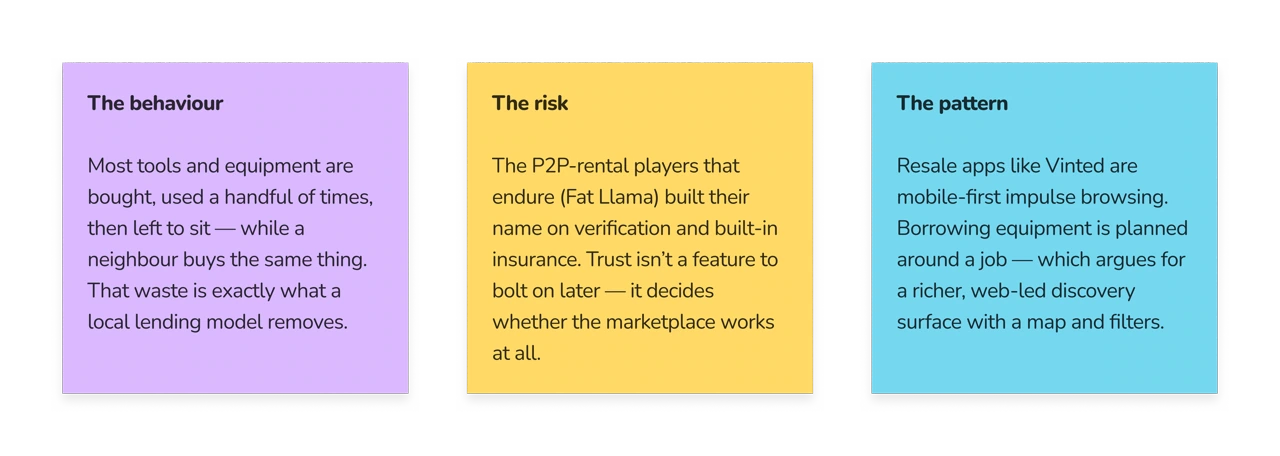 The behaviour
Most tools and equipment are
bought, used a handful of times,
then left to sit — while a
neighbour buys the same thing.
That waste is exactly what a
local lending model removes.
The risk
The P2P-rental players that
endure (Fat Llama) built their
name on verification and built-in
insurance. Trust isn’t a feature to
bolt on later — it decides
whether the marketplace works
at all.
The pattern
Resale apps like Vinted are
mobile-first impulse browsing.
Borrowing equipment is planned
around a job — which argues for
a richer, web-led discovery
surface with a map and filters.